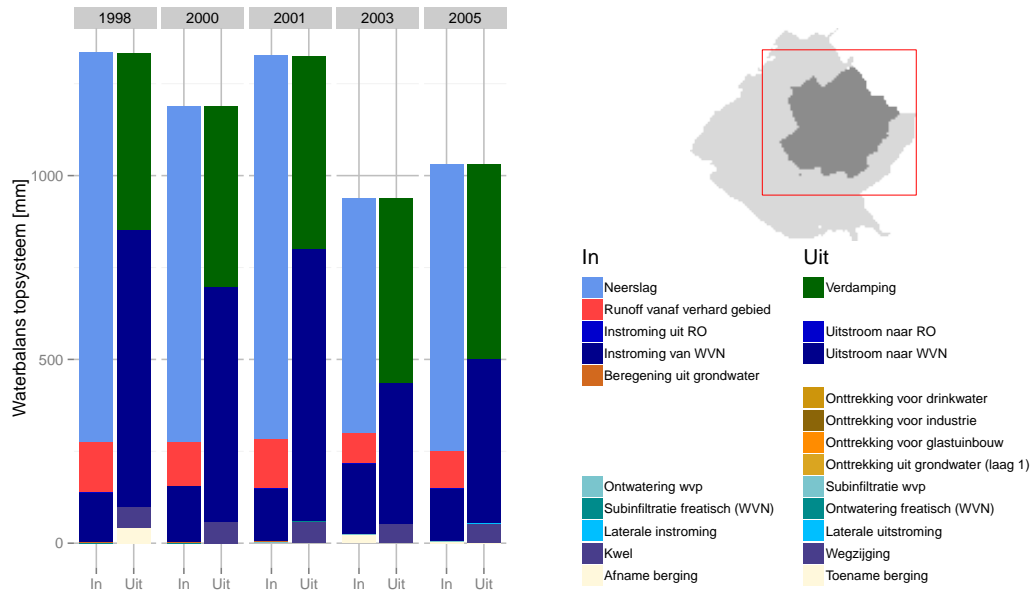 1998 2000 2001 2003 2005
Waterbalans topsysteem [mm]
1000
500
0
In Uit In Uit In Uit In Uit In Uit
In Uit
Neerslag Verdamping
Runoff vanaf verhard gebied
Instroming uit RO Uitstroom naar RO
Instroming van WVN Uitstroom naar WVN
Beregening uit grondwater
Onttrekking voor drinkwater
Onttrekking voor industrie
Onttrekking voor glastuinbouw
Onttrekking uit grondwater (laag 1)
Ontwatering wvp Subinfiltratie wvp
Subinfiltratie freatisch (WVN) Ontwatering freatisch (WVN)
Laterale instroming Laterale uitstroming
Kwel Wegzijging
Afname berging Toename berging